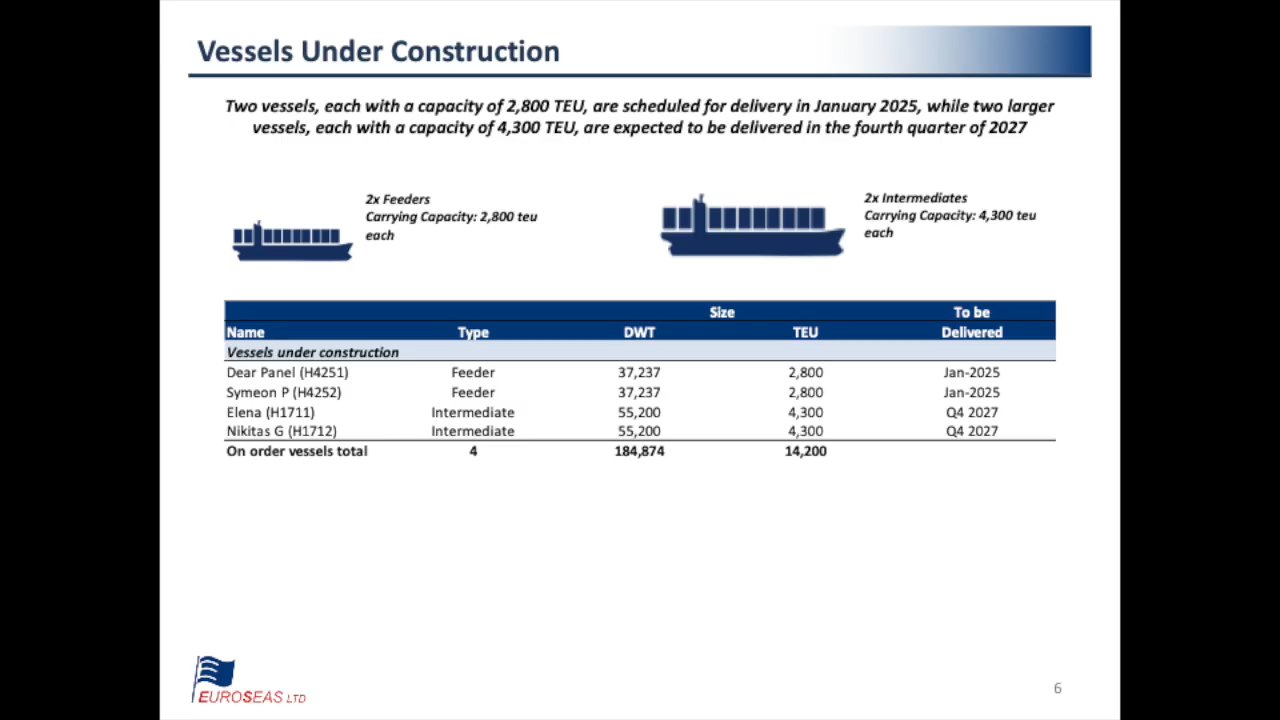 Vessels Under Construction
Two vessels, each with a capacity of 2,800 TEU, are scheduled for delivery in January 2025, while two larger
vessels, each with a capacity of 4,300 TEU, are expected to be delivered in the fourth quarter of 2027
2x Feeders
Carrying Capacity: 2,800 teu
each
2x Intermediates
Carrying Capacity: 4,300 teu
each
Size To be
Name Type DWT TEU Delivered
Vessels under construction
Dear Panel (H4251) Feeder 37,237 2,800 Jan-2025
Symeon P (H4252) Feeder 37,237 2,800 Jan-2025
Elena (H1711) Intermediate 55,200 4,300 Q4 2027
Nikitas G (H1712) Intermediate 55,200 4,300 Q4 2027
On order vessels total 4 184,874 14,200
EUROSEAS LTD
6